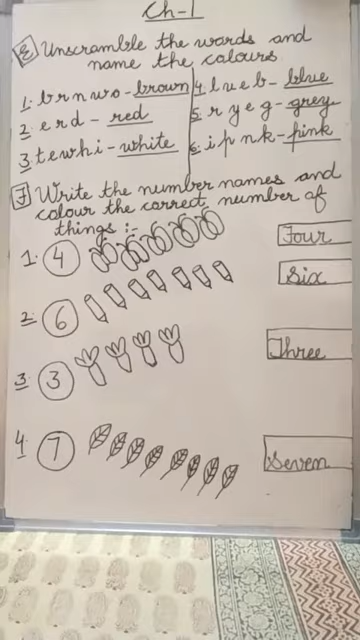 Ch-1
E Unscramble the words and
name the colours
1. b r n w o - brown
2. e r d - red
3. t e w h i - white
4. l u e b - blue
5. r y e g - grey
6. i p n k - pink
F Write the number names and
colour the correct number of
things :-
1. 4 Four
2. 6 Six
3. 3 Three
4. 7 Seven